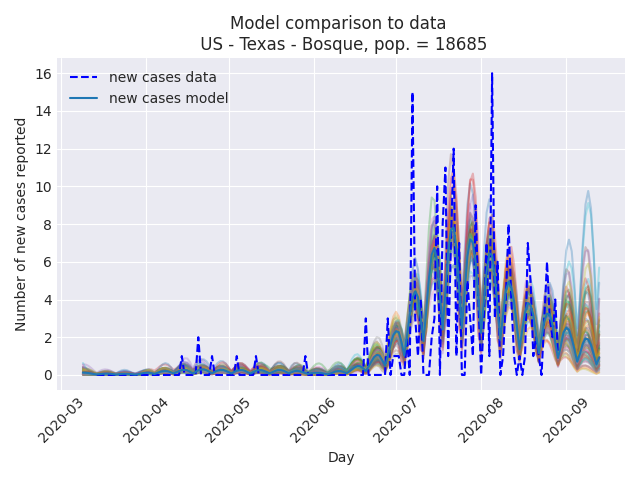 Model comparison to data
US - Texas - Bosque, pop. = 18685
new cases data
new cases model
Number of new cases reported
16
14
12
10
8
6
4
2
0
2020-03
2020-04
2020-05
2020-06
2020-07
2020-08
2020-09
Day